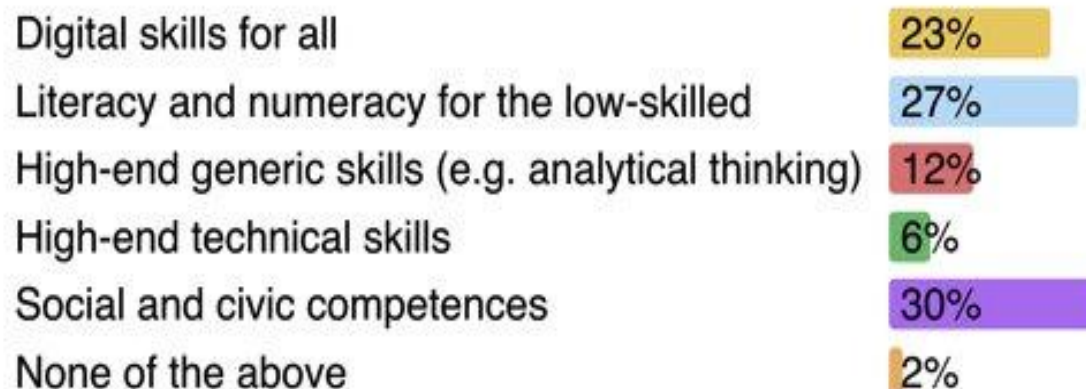 Digital skills for all 23%
Literacy and numeracy for the low-skilled 27%
High-end generic skills (e.g. analytical thinking) 12%
High-end technical skills 6%
Social and civic competences 30%
None of the above 2%